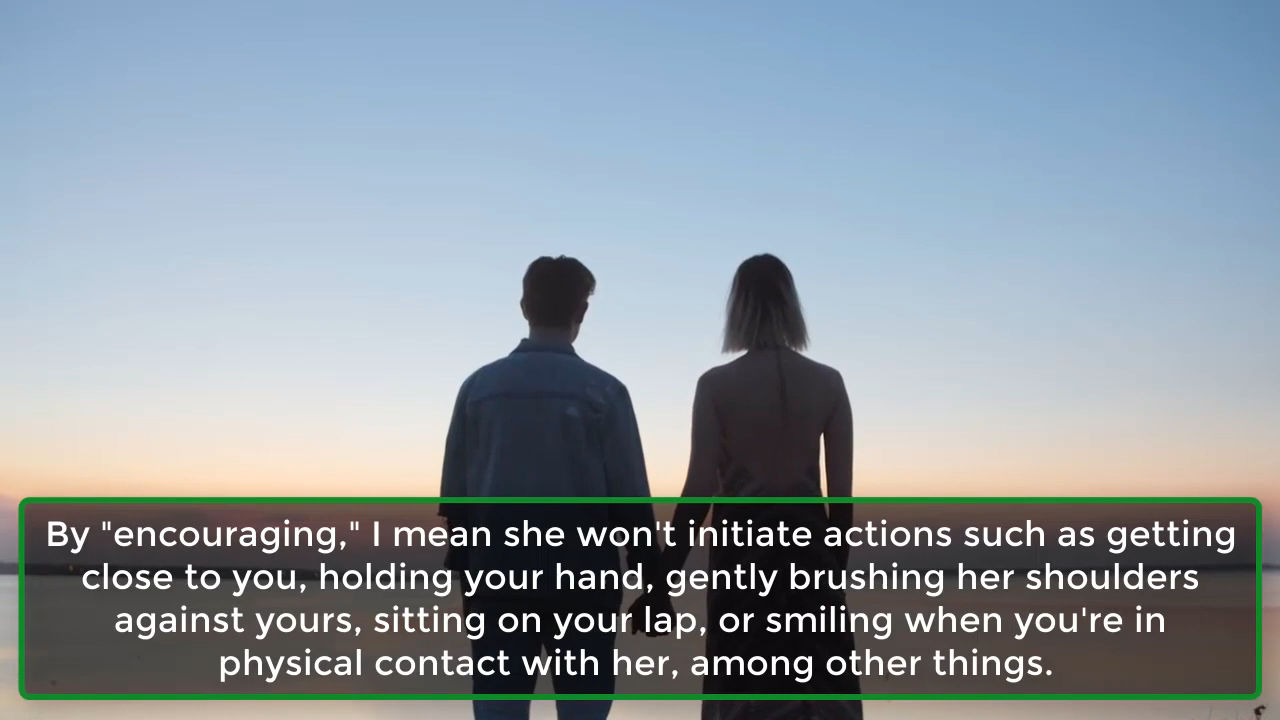 By "encouraging," I mean she won't initiate actions such as getting
close to you, holding your hand, gently brushing her shoulders
against yours, sitting on your lap, or smiling when you're in
physical contact with her, among other things.